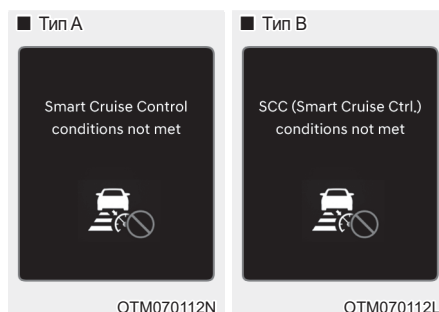 ■ Тип A
Smart Cruise Control
conditions not met
OTM070112N
■ Тип B
SCC (Smart Cruise Ctrl.)
conditions not met
OTM070112L